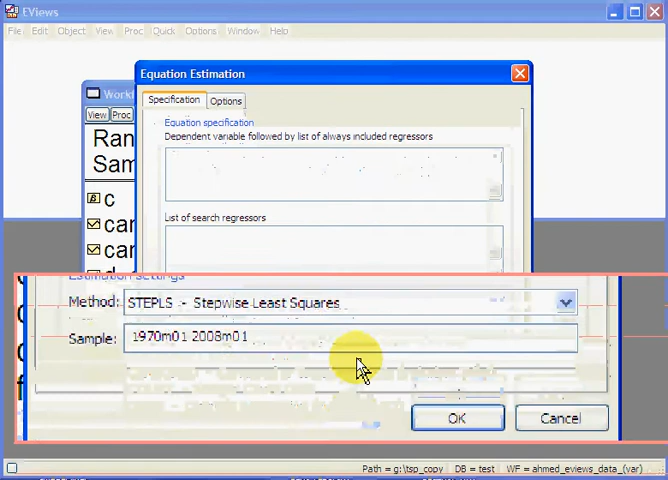 EViews
File Edit Object View Proc Quick Options Window Help
Equation Estimation
Specification Options
View Proc
Equation specification
Dependent variable followed by list of always included regressors
Ran
Sam
c
can
can
List of search regressors
Method: STEPLS - Stepwise Least Squares
Sample: 1970m01 2008m01
OK Cancel
Path = g:\tsp_copy DB = test WF = ahmed_eviews_data_(var)